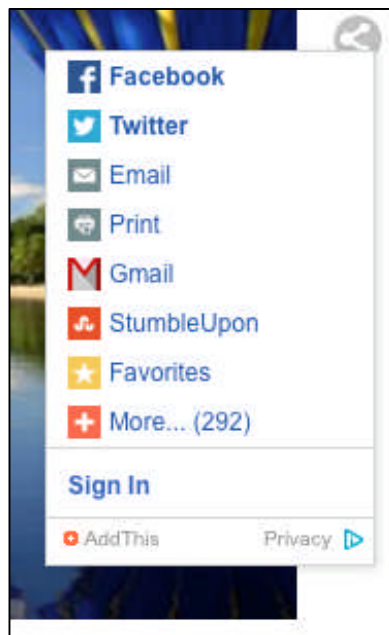 Facebook
Twitter
Email
Print
Gmail
StumbleUpon
Favorites
More... (292)
Sign In
AddThis Privacy